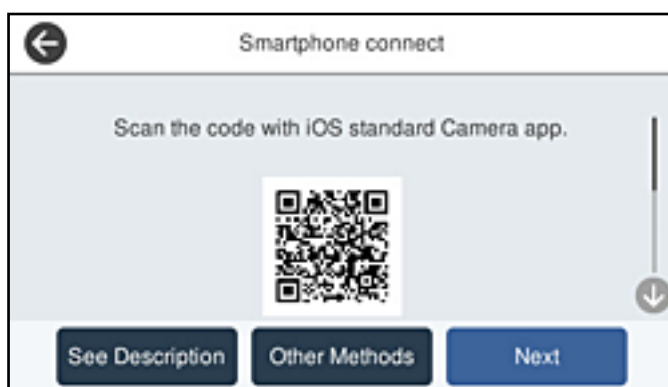 Smartphone connect
Scan the code with iOS standard Camera app.
See Description
Other Methods
Next